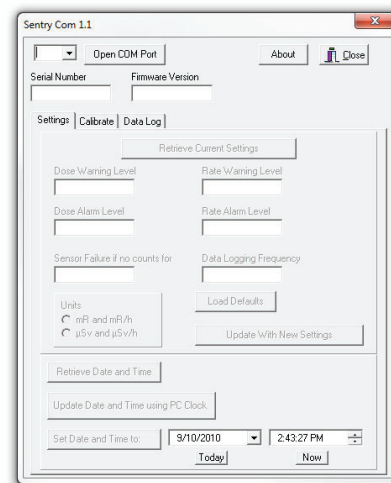 Sentry Com 1.1
Open COM Port About Close
Serial Number Firmware Version
Settings Calibrate Data Log
Retrieve Current Settings
Dose Warning Level Rate Warning Level
Dose Alarm Level Rate Alarm Level
Sensor Failure if no counts for Data Logging Frequency
Units Load Defaults
mR and mR/h
µSv and µSv/h Update With New Settings
Retrieve Date and Time
Update Date and Time using PC Clock
Set Date and Time to: 9/10/2010 2:43:27 PM
Today Now